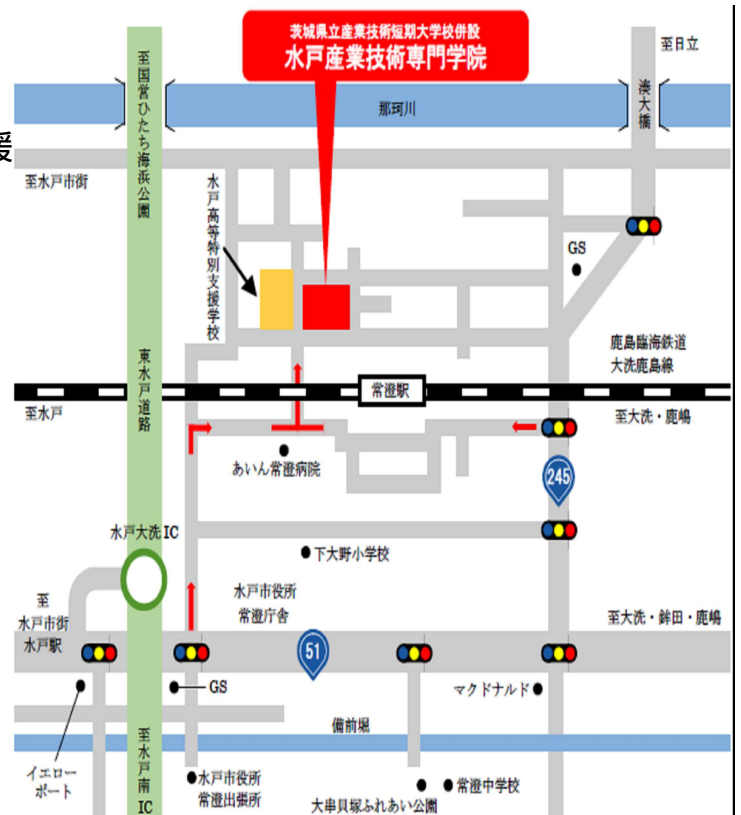 茨城県立産業技術短期大学校併設
水戸産業技術専門学院
至日立
至国営ひたち海浜公園
那珂川
湊大橋
援
至水戸市街
水戸高等特別支援学校
GS
東水戸道路
鹿島臨海鉄道
大洗鹿島線
常澄駅
至水戸
至大洗・鹿嶋
あいん常澄病院
245
水戸大洗IC
下大野小学校
水戸市役所
常澄庁舎
至
水戸市街
水戸駅
至大洗・鉾田・鹿嶋
51
GS
マクドナルド
備前堀
至水戸南IC
イエロー
ポート
水戸市役所
常澄出張所
常澄中学校
大串貝塚ふれあい公園